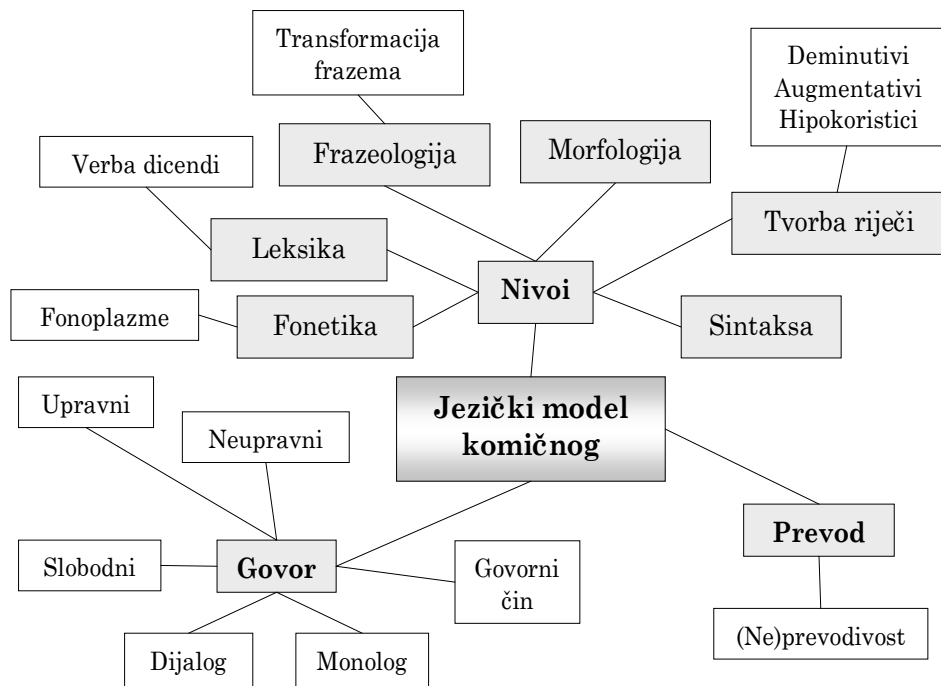 Transformacija
frazema
Deminutivi
Augmentativi
Hipokoristici
Frazeologija
Morfologija
Verba dicendi
Tvorba riječi
Leksika
Nivoi
Fonoplazme
Fonetika
Sintaksa
Upravni
Jezički model
komičnog
Neupravni
Prevod
Slobodni
Govor
Govorni
čin
(Ne)prevodivost
Dijalog
Monolog